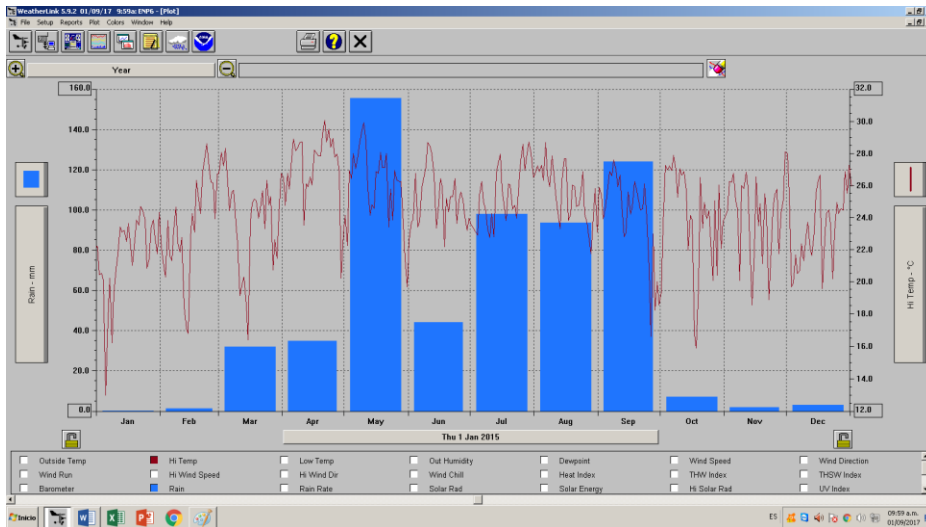 WeatherLink 5.9.2 01/09/17 9:59a: ENP6 - [Plot]
File Setup Reports Plot Colors Window Help
Year
160.0
140.0
120.0
100.0
80.0
60.0
40.0
20.0
0.0
Rain - mm
32.0
30.0
28.0
26.0
24.0
22.0
20.0
18.0
16.0
14.0
12.0
Hi Temp - °C
Jan Feb Mar Apr May Jun Jul Aug Sep Oct Nov Dec
Thu 1 Jan 2015
Outside Temp Hi Temp Low Temp Out Humidity Dewpoint Wind Speed Wind Direction
Wind Run Hi Wind Speed Hi Wind Dir Wind Chill Heat Index THW Index THSW Index
Barometer Rain Rain Rate Solar Rad Solar Energy Hi Solar Rad UV Index
Inicio
ES 09:59 a.m.
01/09/2017